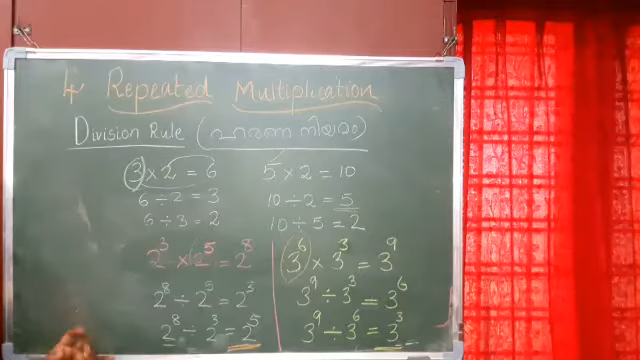 4. Repeated Multiplication
Division Rule (ഹരണ നിയമം)
3 × 2 = 6
6 ÷ 2 = 3
6 ÷ 3 = 2
5 × 2 = 10
10 ÷ 2 = 5
10 ÷ 5 = 2
2³ × 2⁵ = 2⁸
2⁸ ÷ 2⁵ = 2³
2⁸ ÷ 2³ = 2⁵
3⁶ × 3³ = 3⁹
3⁹ ÷ 3³ = 3⁶
3⁹ ÷ 3⁶ = 3³